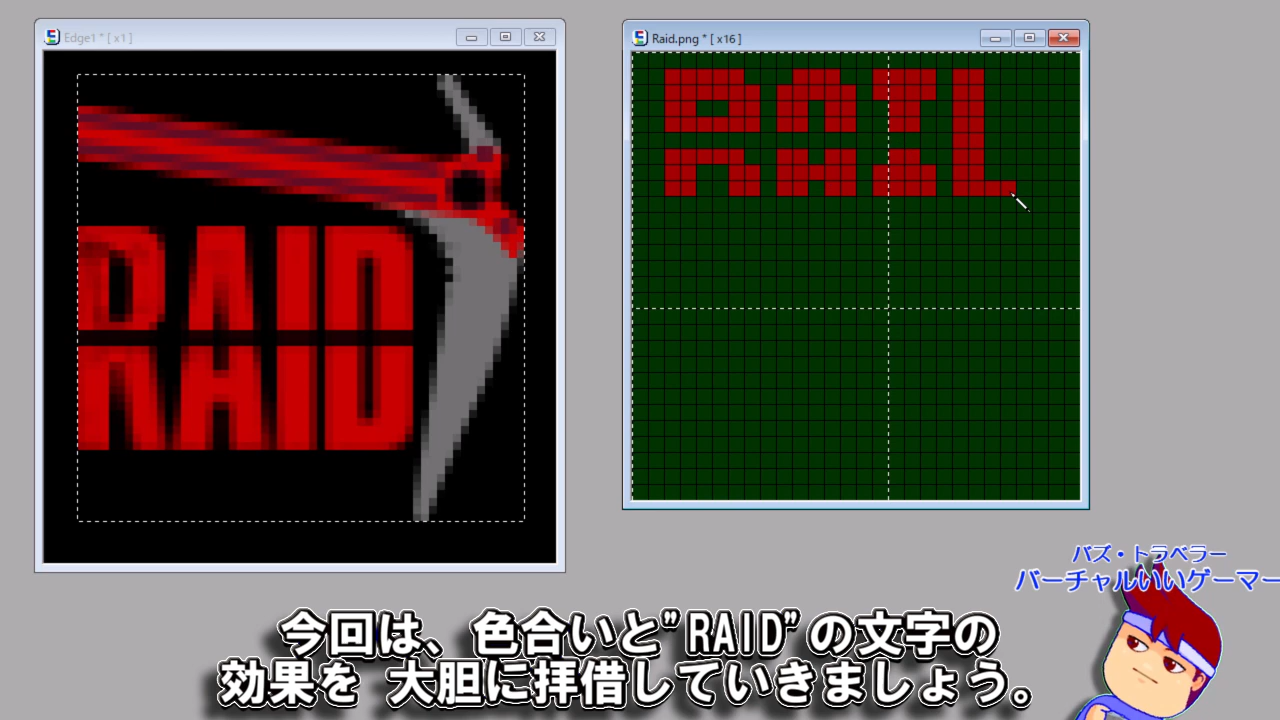 Edge1 * [ x1 ]
Raid.png * [ x16 ]
RAID
バズ・トラベラー
バーチャルいいゲーマー
今回は、色合いと"RAID"の文字の
効果を 大胆に拝借していきましょう。